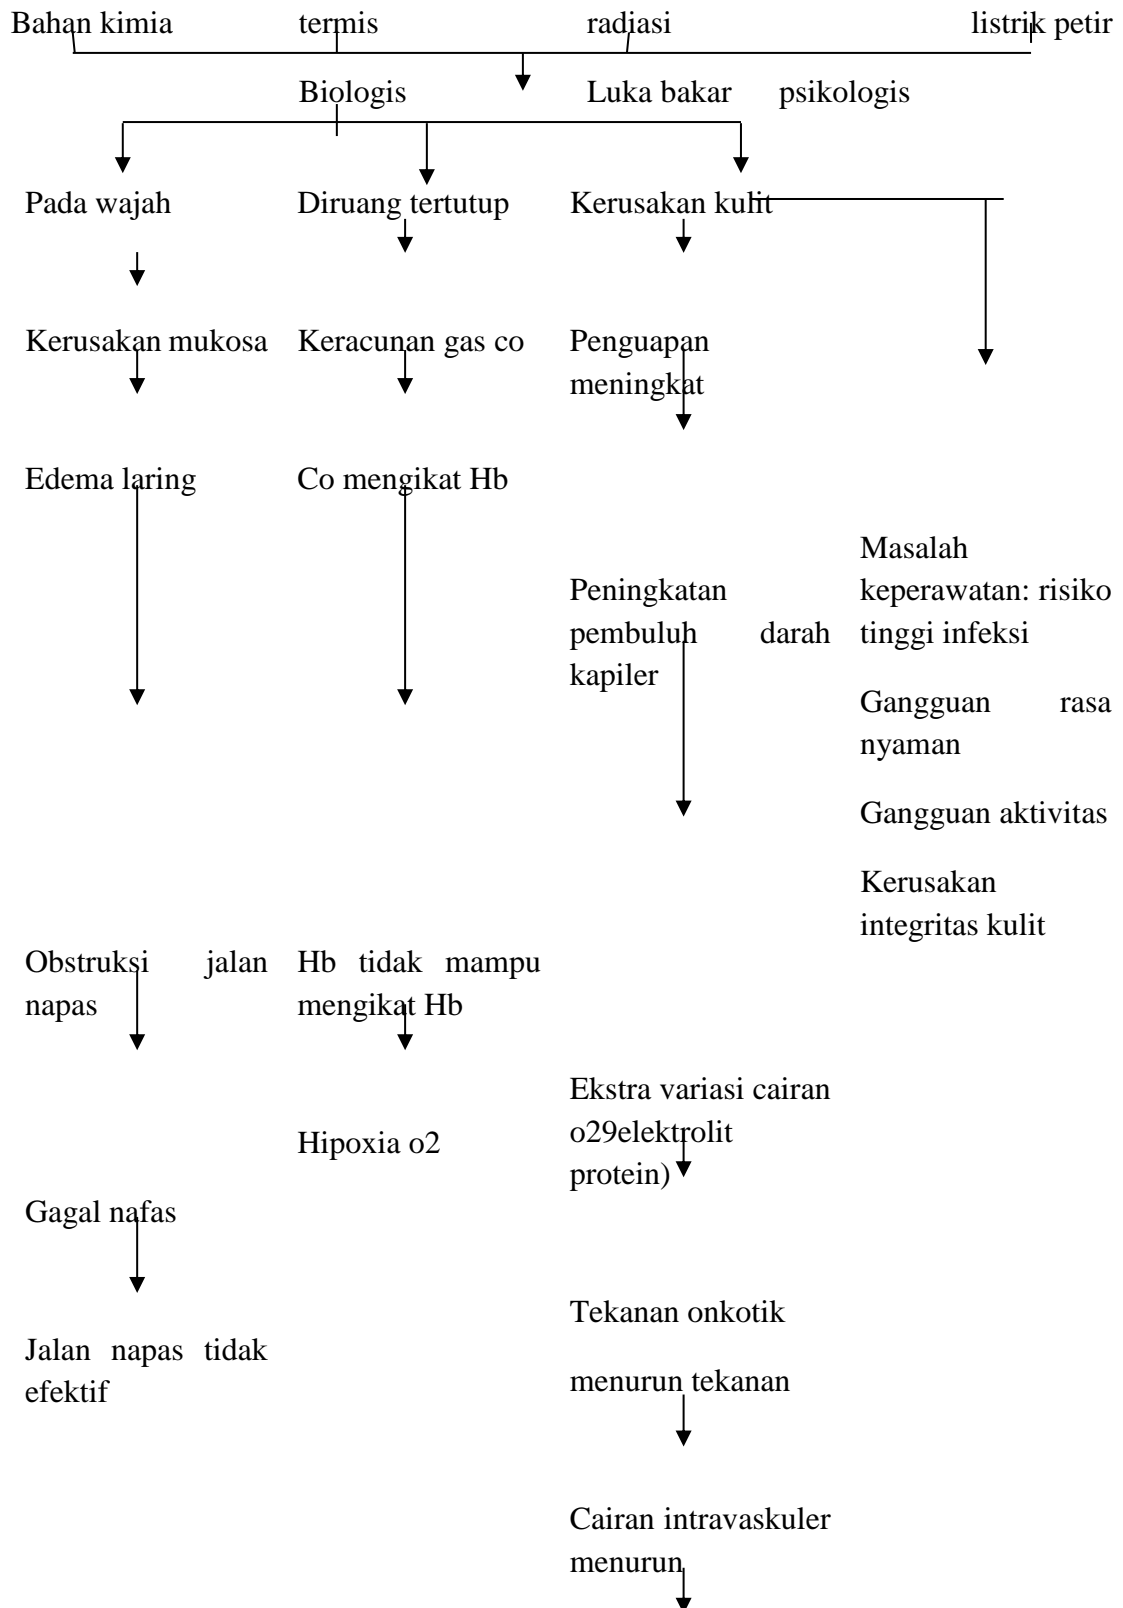 Bahan kimia termis radiasi listrik petir
Biologis Luka bakar psikologis
Pada wajah Diruang tertutup Kerusakan kulit
Kerusakan mukosa Keracunan gas co Penguapan
meningkat
Edema laring Co mengikat Hb
Masalah
keperawatan: risiko
tinggi infeksi
Peningkatan
pembuluh darah
kapiler
Gangguan rasa
nyaman
Gangguan aktivitas
Kerusakan
integritas kulit
Obstruksi jalan
napas
Hb tidak mampu
mengikat Hb
Ekstra variasi cairan
o29elektrolit
protein)
Hipoxia o2
Gagal nafas
Tekanan onkotik
menurun tekanan
Jalan napas tidak
efektif
Cairan intravaskuler
menurun